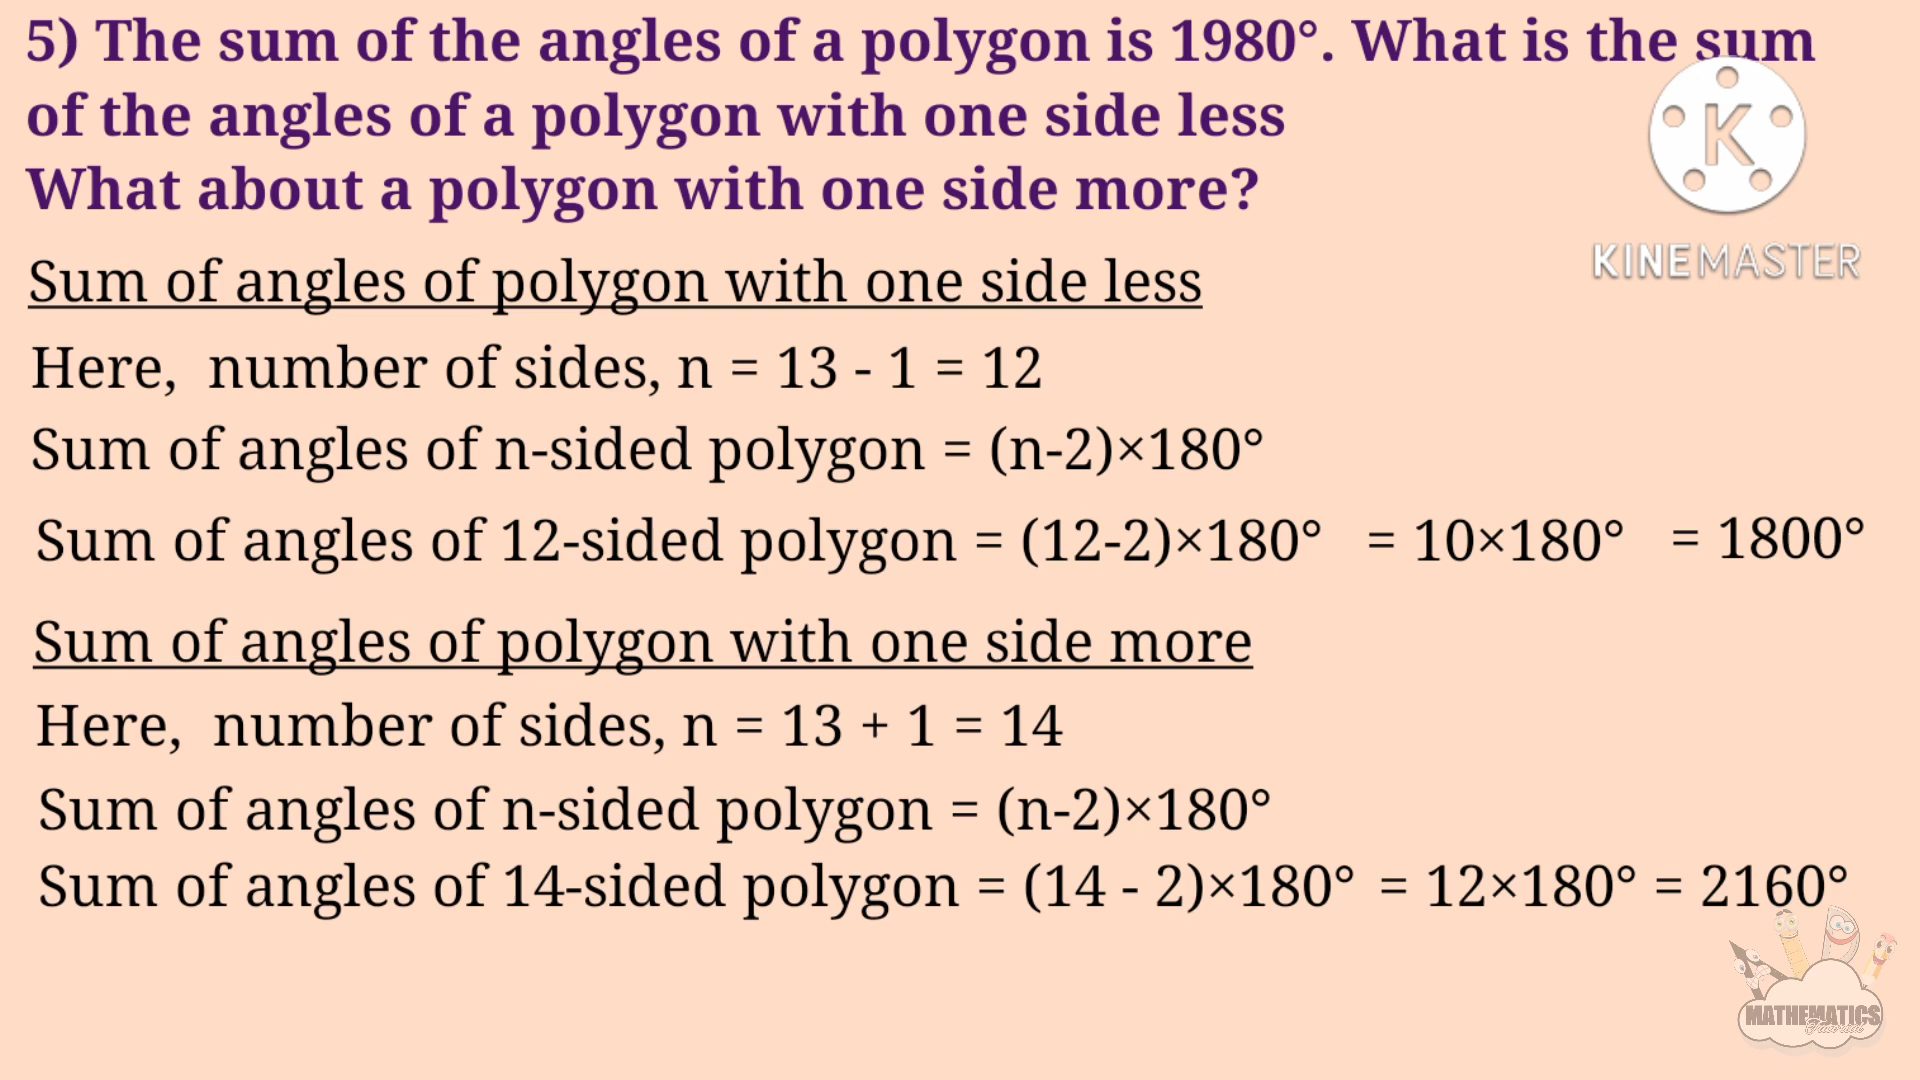 5) The sum of the angles of a polygon is 1980°. What is the sum
of the angles of a polygon with one side less
What about a polygon with one side more?
K
KINEMASTER
Sum of angles of polygon with one side less
Here, number of sides, n = 13 - 1 = 12
Sum of angles of n-sided polygon = (n-2)×180°
Sum of angles of 12-sided polygon = (12-2)×180° = 10×180° = 1800°
Sum of angles of polygon with one side more
Here, number of sides, n = 13 + 1 = 14
Sum of angles of n-sided polygon = (n-2)×180°
Sum of angles of 14-sided polygon = (14 - 2)×180° = 12×180° = 2160°
MATHEMATICS